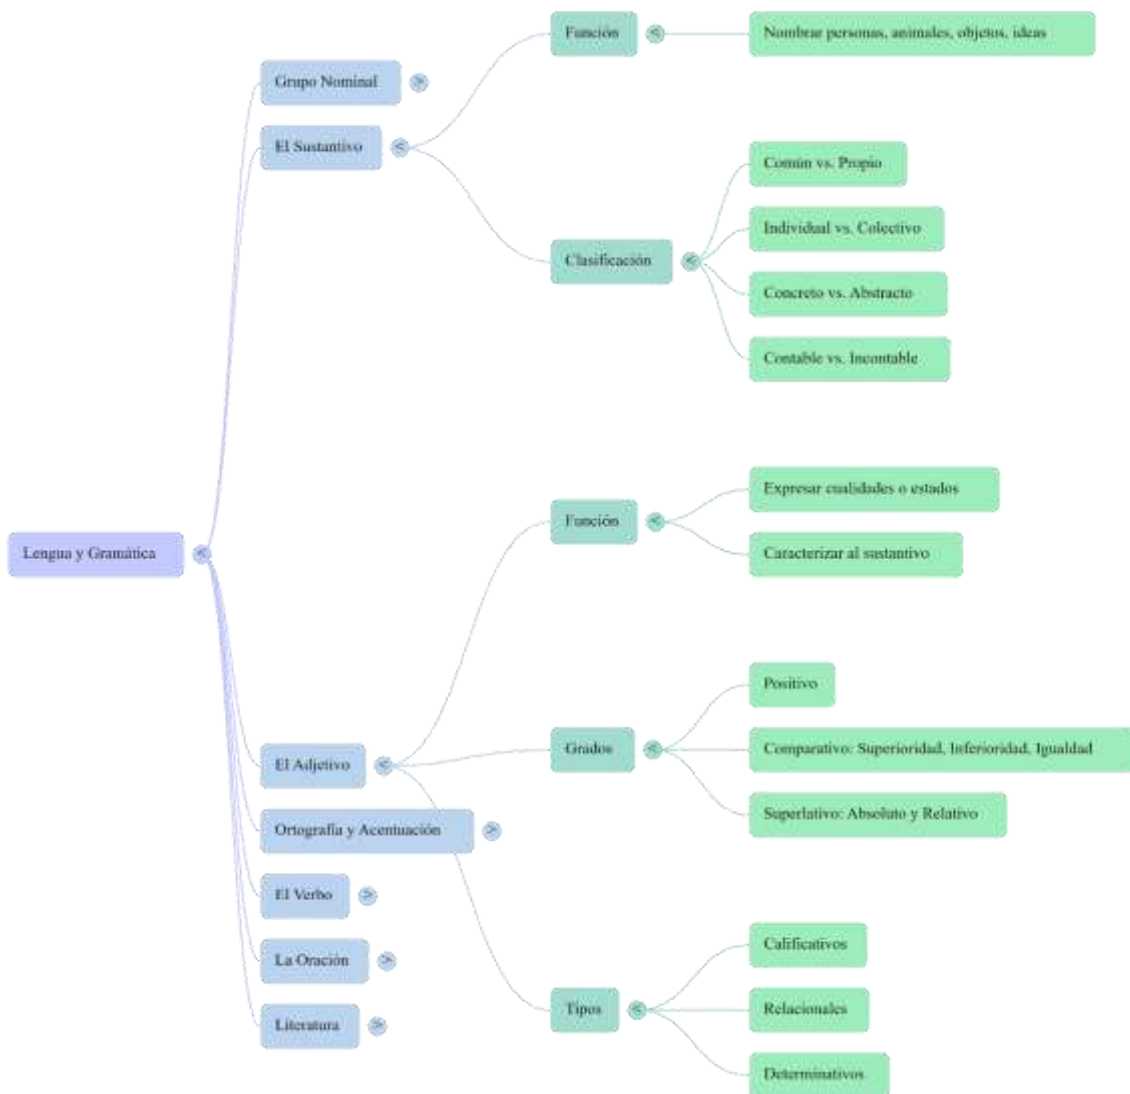 Lengua y Gramática
Grupo Nominal
El Sustantivo
Función
Nombrar personas, animales, objetos, ideas
Clasificación
Común vs. Propio
Individual vs. Colectivo
Concreto vs. Abstracto
Contable vs. Incontable
El Adjetivo
Función
Expresar cualidades o estados
Caracterizar al sustantivo
Grados
Positivo
Comparativo: Superioridad, Inferioridad, Igualdad
Superlativo: Absoluto y Relativo
Tipos
Calificativos
Relacionales
Determinativos
Ortografía y Acentuación
El Verbo
La Oración
Literatura